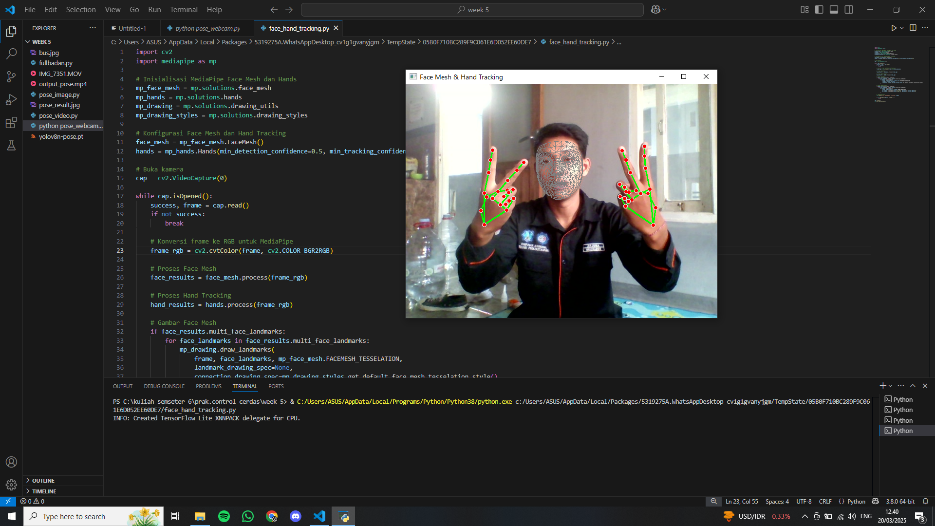 File Edit Selection View Go Run Terminal Help
week 5
EXPLORER
WEEK 5
bus.jpg
fullbadan.py
IMG_7351.MOV
output_pose.mp4
pose_image.py
pose_result.jpg
pose_video.py
python pose_webcam....
yolov8n-pose.pt
OUTLINE
TIMELINE
Untitled-1
python pose_webcam.py
face_hand_tracking.py
C: > Users > ASUS > AppData > Local > Packages > 5319275A.WhatsAppDesktop_cv1g1gvanyjgm > TempState > 05B0F710BC289F9C061E6D052EE60DE7 > face_hand_tracking.py > ...
1 import cv2
2 import mediapipe as mp
3
4 # Inisialisasi MediaPipe Face Mesh dan Hands
5 mp_face_mesh = mp.solutions.face_mesh
6 mp_hands = mp.solutions.hands
7 mp_drawing = mp.solutions.drawing_utils
8 mp_drawing_styles = mp.solutions.drawing_styles
9
10 # Konfigurasi Face Mesh dan Hand Tracking
11 face_mesh = mp_face_mesh.FaceMesh()
12 hands = mp_hands.Hands(min_detection_confidence=0.5, min_tracking_confiden
13
14 # Buka kamera
15 cap = cv2.VideoCapture(0)
16
17 while cap.isOpened():
18 success, frame = cap.read()
19 if not success:
20 break
21
22 # Konversi frame ke RGB untuk MediaPipe
23 frame_rgb = cv2.cvtColor(frame, cv2.COLOR_BGR2RGB)
24
25 # Proses Face Mesh
26 face_results = face_mesh.process(frame_rgb)
27
28 # Proses Hand Tracking
29 hand_results = hands.process(frame_rgb)
30
31 # Gambar Face Mesh
32 if face_results.multi_face_landmarks:
33 for face_landmarks in face_results.multi_face_landmarks:
34 mp_drawing.draw_landmarks(
35 frame, face_landmarks, mp_face_mesh.FACEMESH_TESSELATION,
36 landmark_drawing_spec=None,
37 connection_drawing_spec=mp_drawing_styles.get_default_face_mesh_tesselation_style()
Face Mesh & Hand Tracking
OUTPUT DEBUG CONSOLE PROBLEMS TERMINAL PORTS
PS C:\kuliah semseter 6\prak.control cerdas\week 5> & C:/Users/ASUS/AppData/Local/Programs/Python/Python38/python.exe c:/Users/ASUS/AppData/Local/Packages/5319275A.WhatsAppDesktop_cv1g1gvanyjgm/TempState/05B0F710BC289F9C06
1E6D052EE60DE7/face_hand_tracking.py
INFO: Created TensorFlow Lite XNNPACK delegate for CPU.
Python
Python
Python
Python
0 0
Ln 23, Col 55 Spaces: 4 UTF-8 CRLF Python 3.8.0 64-bit
Type here to search
USD/IDR 0.33%
12.40
20/03/2025
3